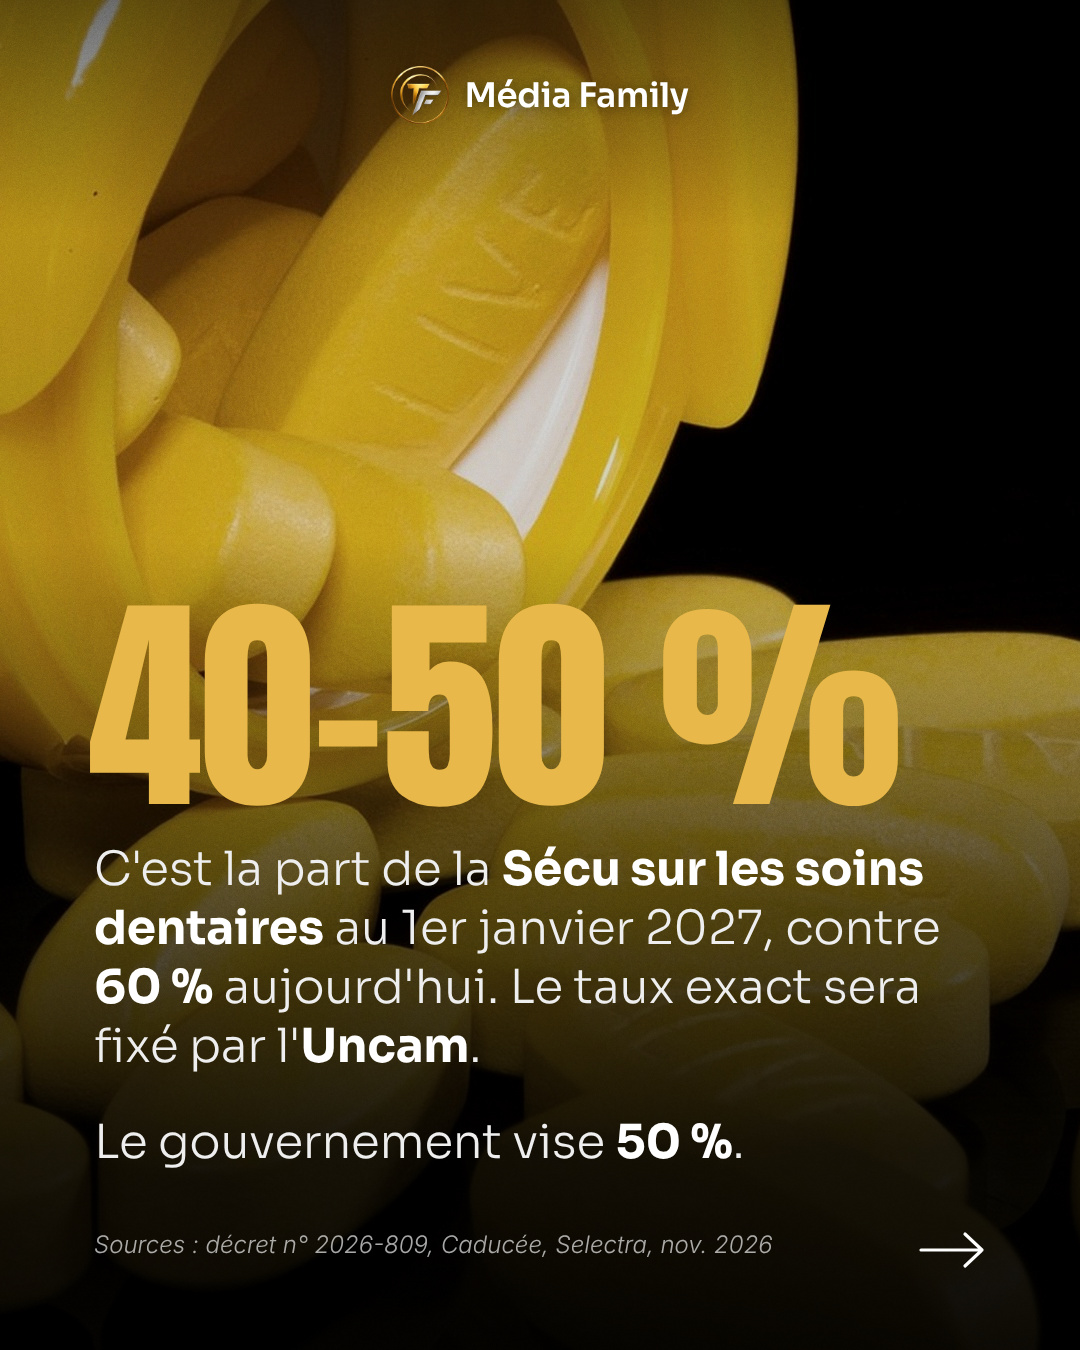 TF Média Family
LIVE
40-50 %
C'est la part de la Sécu sur les soins
dentaires au 1er janvier 2027, contre
60 % aujourd'hui. Le taux exact sera
fixé par l'Uncam.
Le gouvernement vise 50 %.
Sources : décret n° 2026-809, Caducée, Selectra, nov. 2026